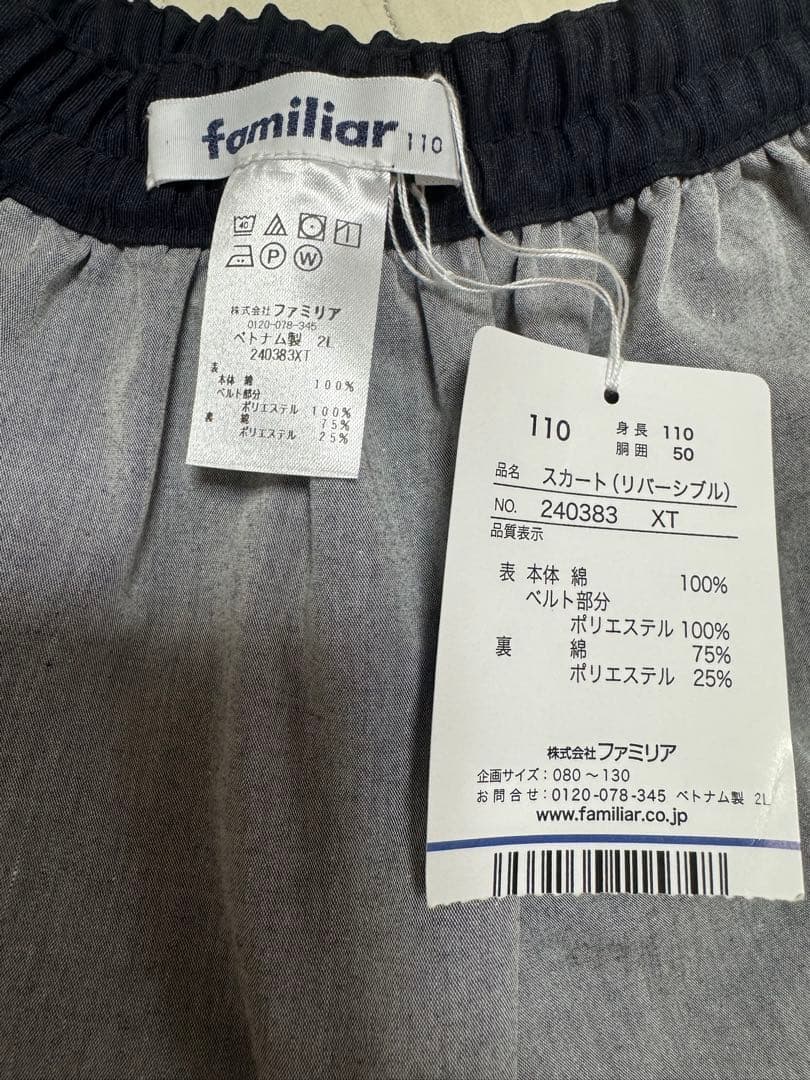 familiar 110
40
P W
株式会社ファミリア
0120-078-345
ベトナム製 2L
240383XT
表
本体 綿 100%
ベルト部分
ポリエステル 100%
裏 綿 75%
ポリエステル 25%
110 身長 110
胴囲 50
品名 スカート(リバーシブル)
NO. 240383 XT
品質表示
表 本体 綿 100%
ベルト部分
ポリエステル 100%
裏 綿 75%
ポリエステル 25%
株式会社ファミリア
企画サイズ:080〜130
お問合せ:0120-078-345 ベトナム製 2L
www.familiar.co.jp